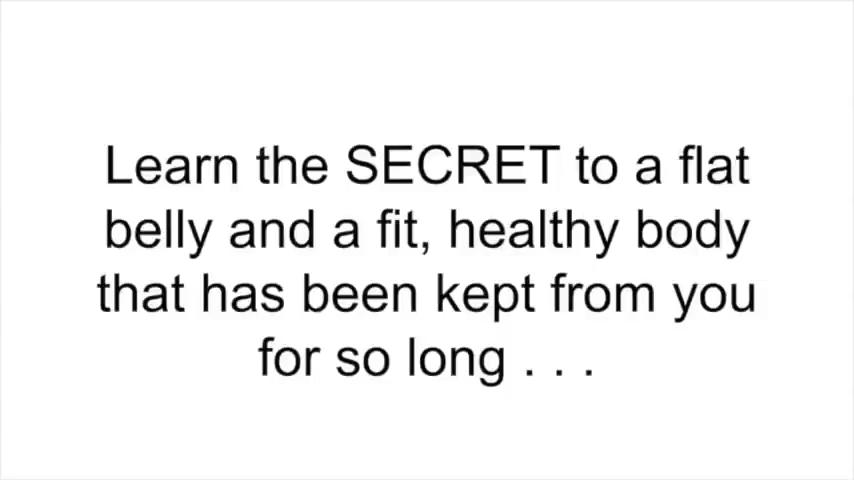 Learn the SECRET to a flat
belly and a fit, healthy body
that has been kept from you
for so long . . .